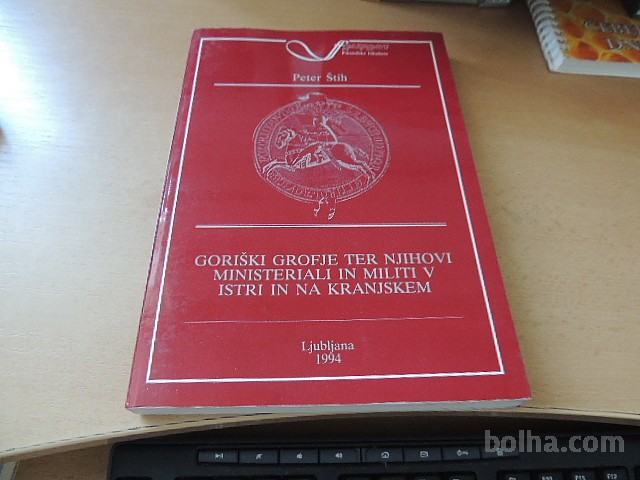 Peter Štih
GORIŠKI GROFJE TER NJIHOVI
MINISTERIALI IN MILITI V
ISTRI IN NA KRANJSKEM
Ljubljana
1994
bolha.com